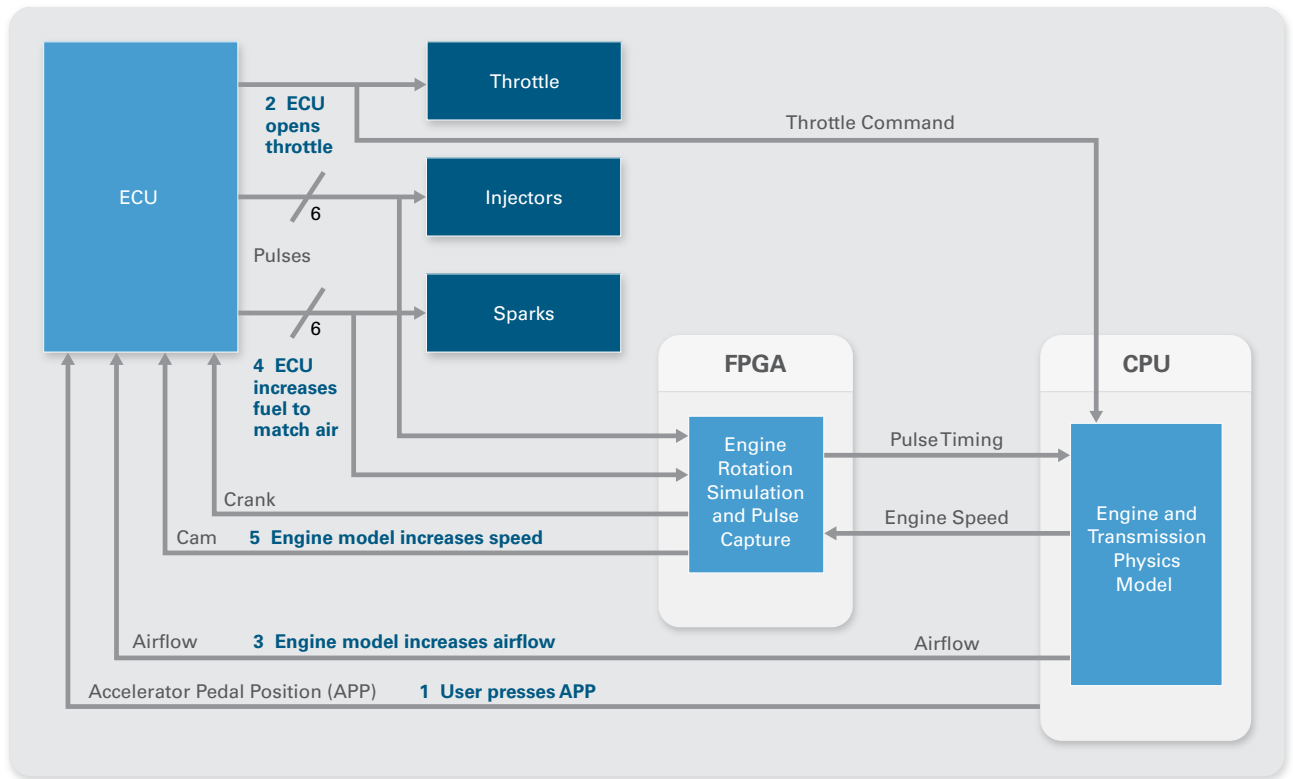 ECU
2 ECU
opens
throttle
Throttle
Throttle Command
6
Injectors
Pulses
6
Sparks
4 ECU
increases
fuel to
match air
FPGA
CPU
Engine
Rotation
Simulation
and Pulse
Capture
Pulse Timing
Engine Speed
Engine and
Transmission
Physics
Model
Crank
Cam 5 Engine model increases speed
Airflow 3 Engine model increases airflow
Airflow
Accelerator Pedal Position (APP) 1 User presses APP